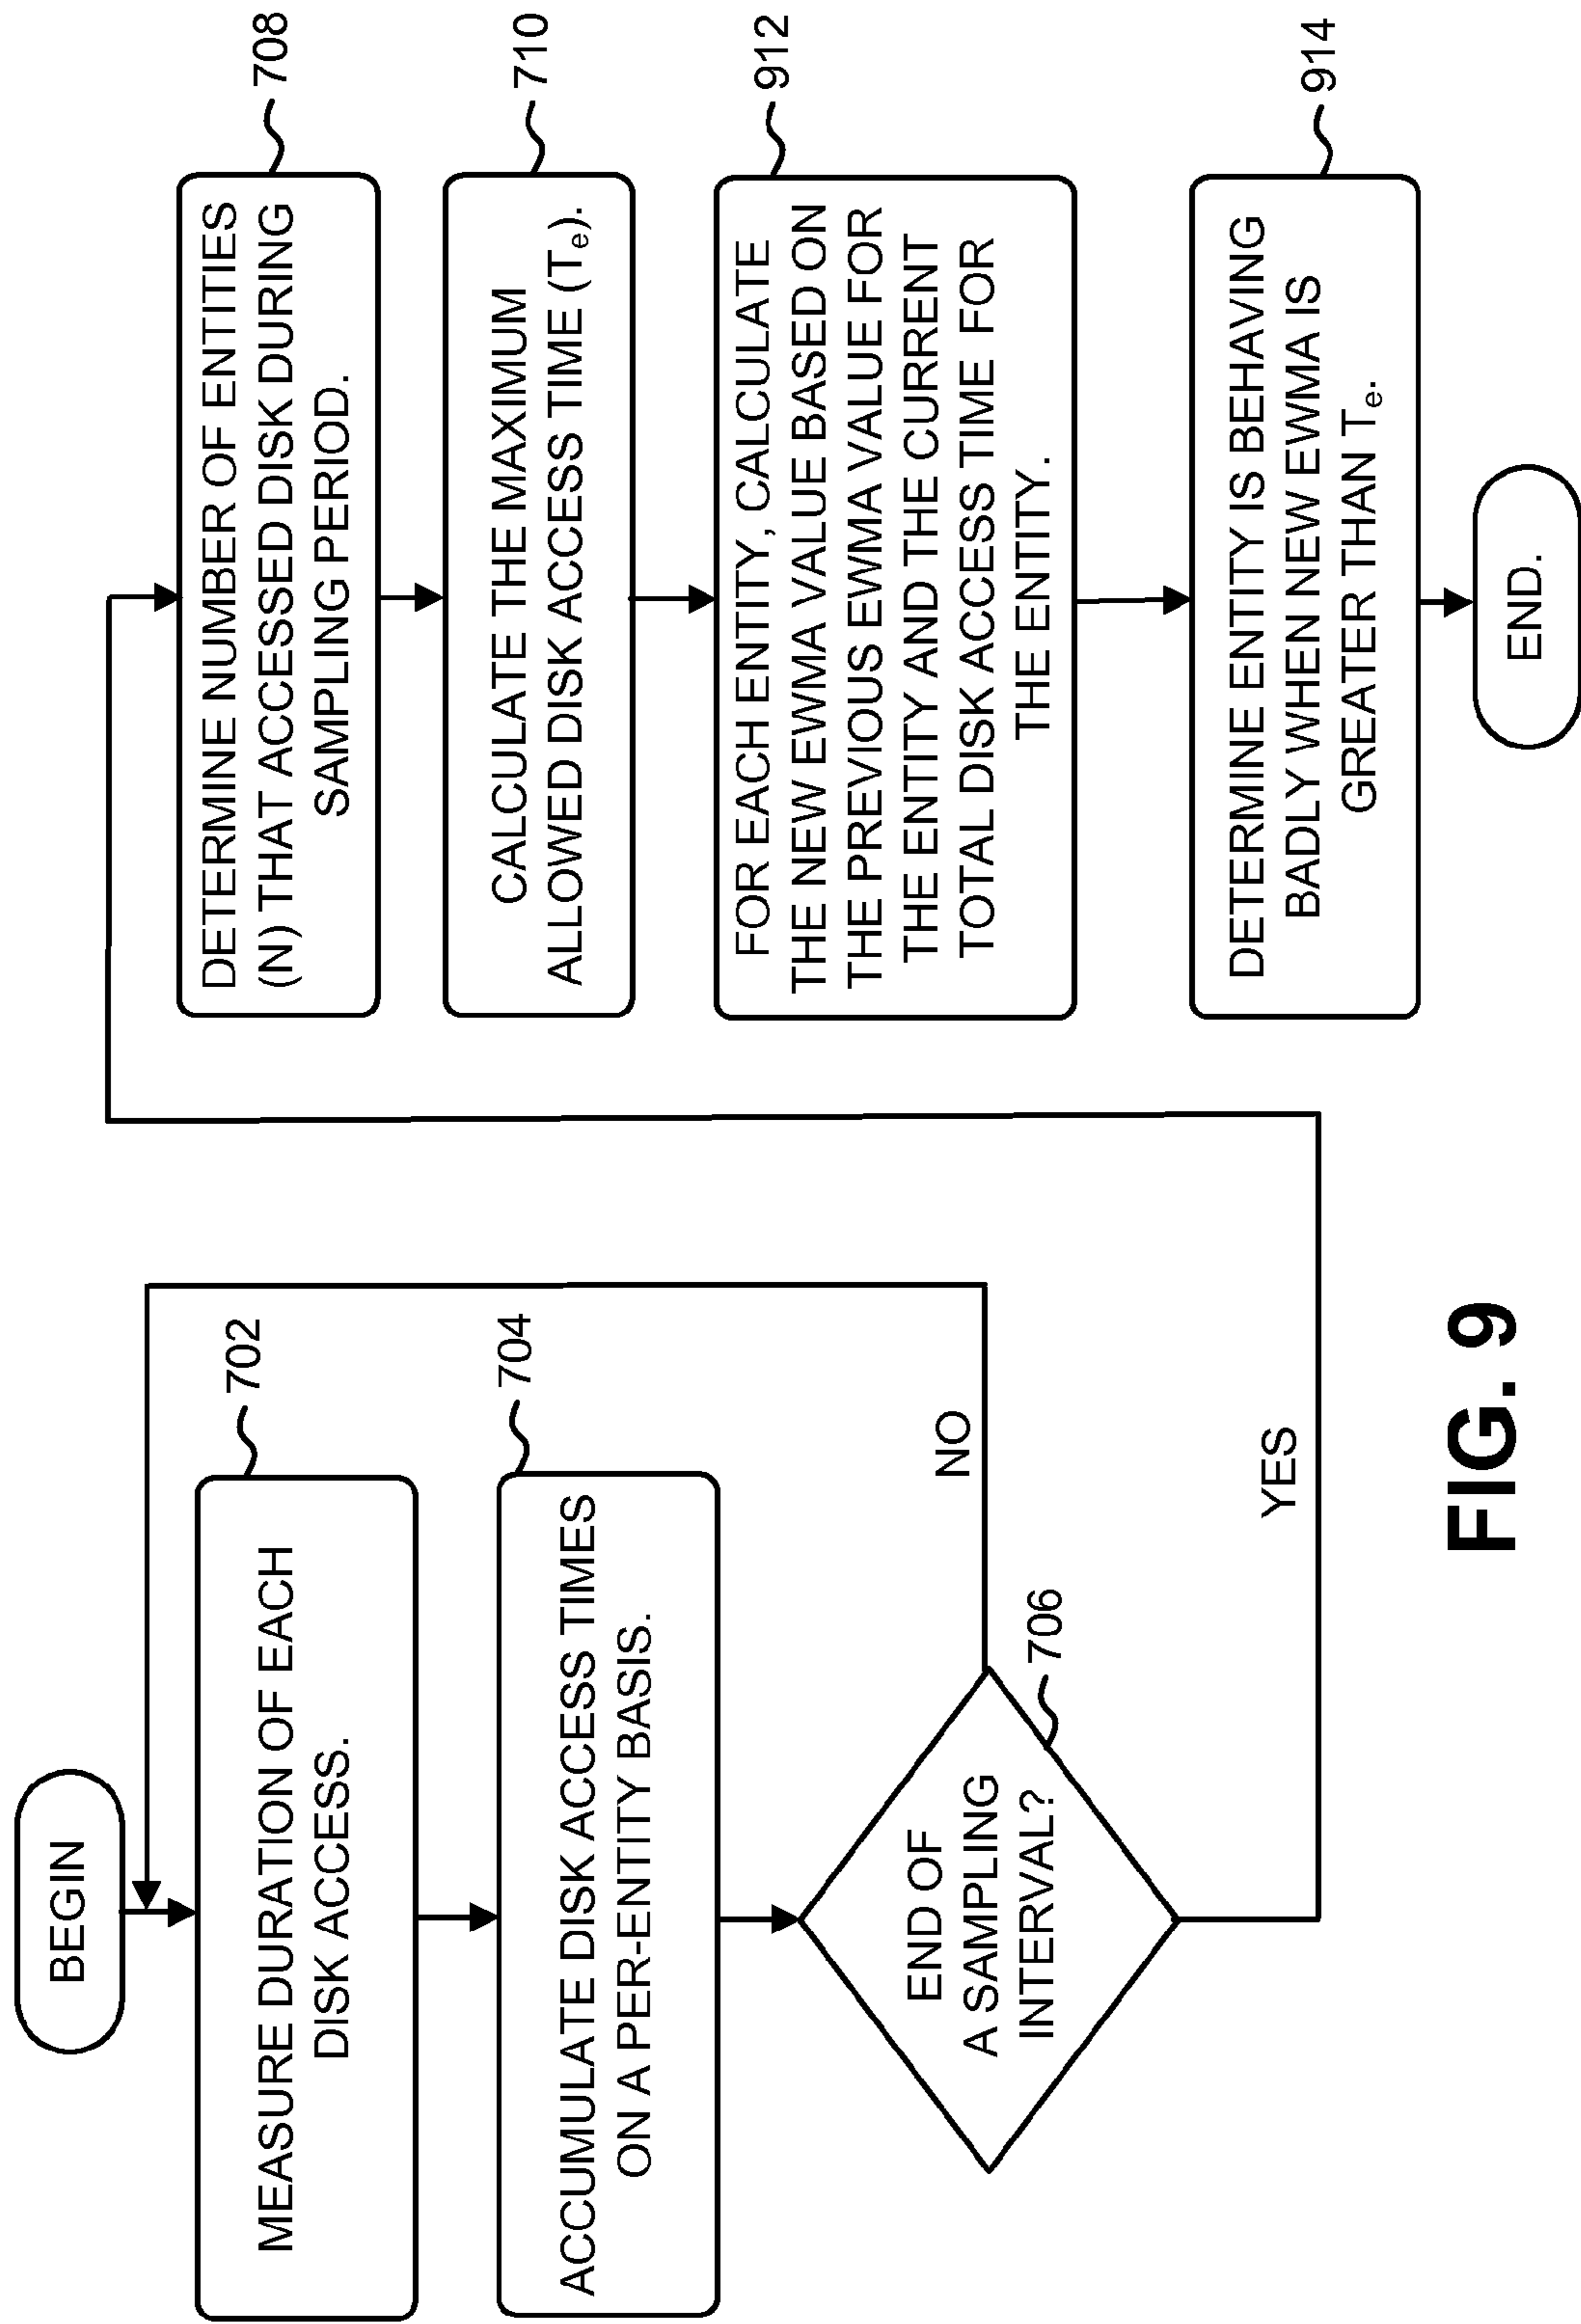 BEGIN
702
MEASURE DURATION OF EACH
DISK ACCESS.
704
ACCUMULATE DISK ACCESS TIMES
ON A PER-ENTITY BASIS.
END OF
A SAMPLING
INTERVAL?
706
NO
YES
708
DETERMINE NUMBER OF ENTITIES
(N) THAT ACCESSED DISK DURING
SAMPLING PERIOD.
710
CALCULATE THE MAXIMUM
ALLOWED DISK ACCESS TIME (Te).
912
FOR EACH ENTITY, CALCULATE
THE NEW EWMA VALUE BASED ON
THE PREVIOUS EWMA VALUE FOR
THE ENTITY AND THE CURRENT
TOTAL DISK ACCESS TIME FOR
THE ENTITY.
914
DETERMINE ENTITY IS BEHAVING
BADLY WHEN NEW EWMA IS
GREATER THAN Te.
END.
FIG. 9